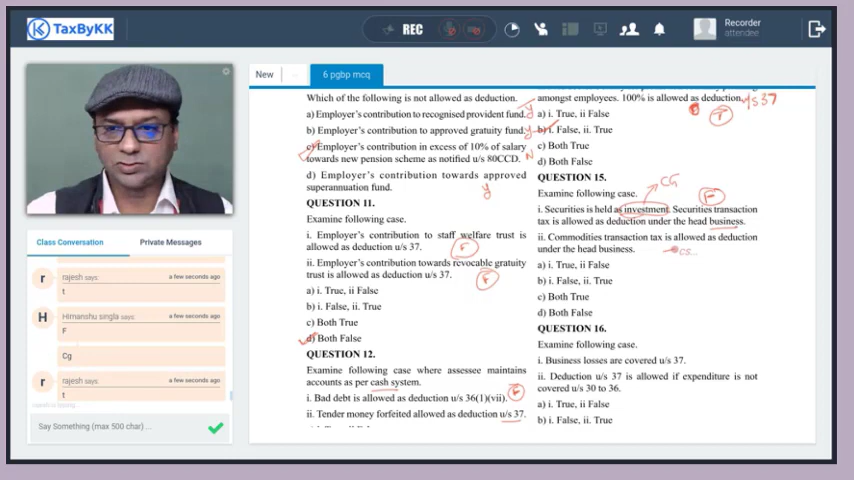 TaxByKK
REC
Recorder
attendee
Class Conversation
Private Messages
r
rajesh says:
a few seconds ago
t
H
Himanshu singla says:
a few seconds ago
F
Cg
r
rajesh says:
a few seconds ago
t
Say Something (max 500 char) ...
New
6 pgbp mcq
Which of the following is not allowed as deduction.
a) Employer's contribution to recognised provident fund. y
b) Employer's contribution to approved gratuity fund. y
c) Employer's contribution in excess of 10% of salary
towards new pension scheme as notified u/s 80CCD. N
d) Employer's contribution towards approved
superannuation fund. y
QUESTION 11.
Examine following case.
i. Employer's contribution to staff welfare trust is
allowed as deduction u/s 37. F
ii. Employer's contribution towards revocable gratuity
trust is allowed as deduction u/s 37. F
a) i. True, ii False
b) i. False, ii. True
c) Both True
d) Both False
QUESTION 12.
Examine following case where assessee maintains
accounts as per cash system.
i. Bad debt is allowed as deduction u/s 36(1)(vii). F
ii. Tender money forfeited allowed as deduction u/s 37.
amongst employees. 100% is allowed as deduction. u/s 37
a) i. True, ii False T
b) i. False, ii. True
c) Both True
d) Both False
QUESTION 15. CG
Examine following case. F
i. Securities is held as investment. Securities transaction
tax is allowed as deduction under the head business.
ii. Commodities transaction tax is allowed as deduction
under the head business.
a) i. True, ii False
b) i. False, ii. True
c) Both True
d) Both False
QUESTION 16.
Examine following case.
i. Business losses are covered u/s 37.
ii. Deduction u/s 37 is allowed if expenditure is not
covered u/s 30 to 36.
a) i. True, ii False
b) i. False, ii. True